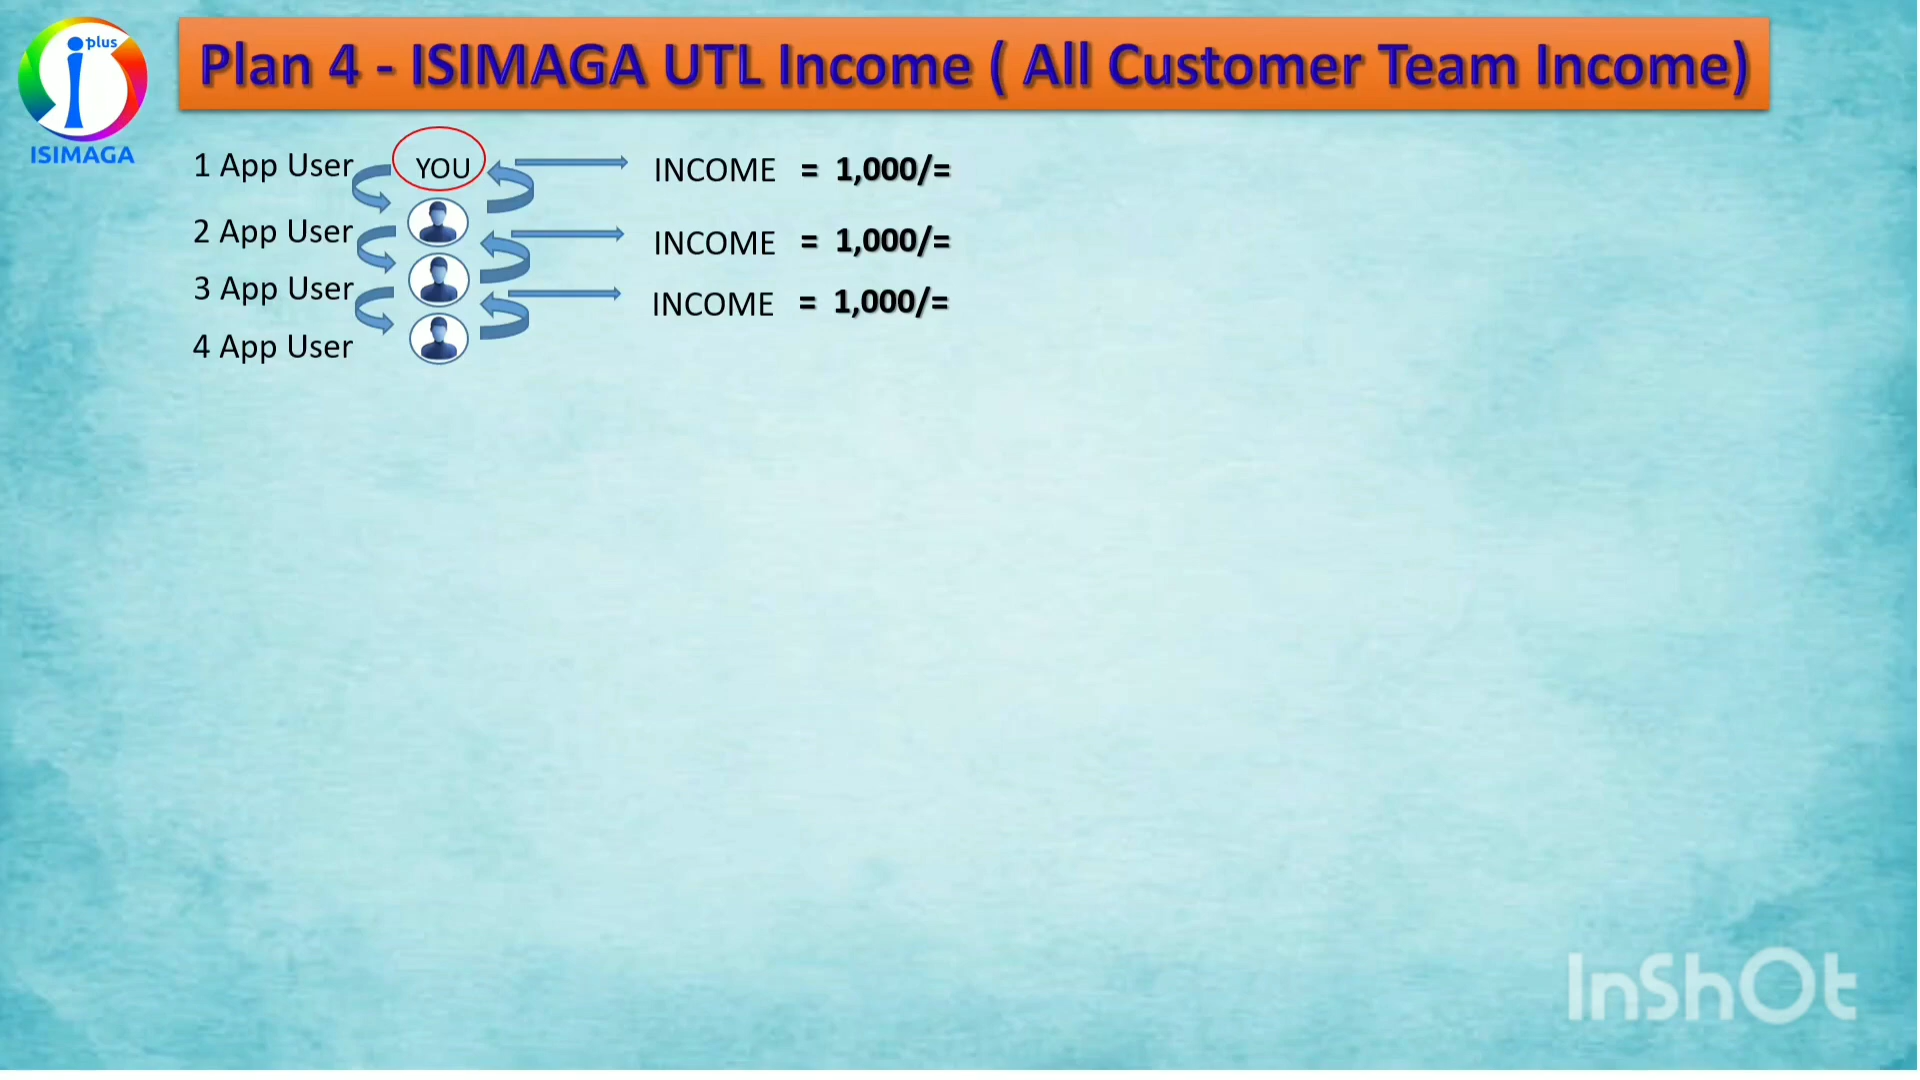 plus
ISIMAGA
Plan 4 - ISIMAGA UTL Income ( All Customer Team Income)
1 App User YOU INCOME = 1,000/=
2 App User INCOME = 1,000/=
3 App User INCOME = 1,000/=
4 App User
InShOt